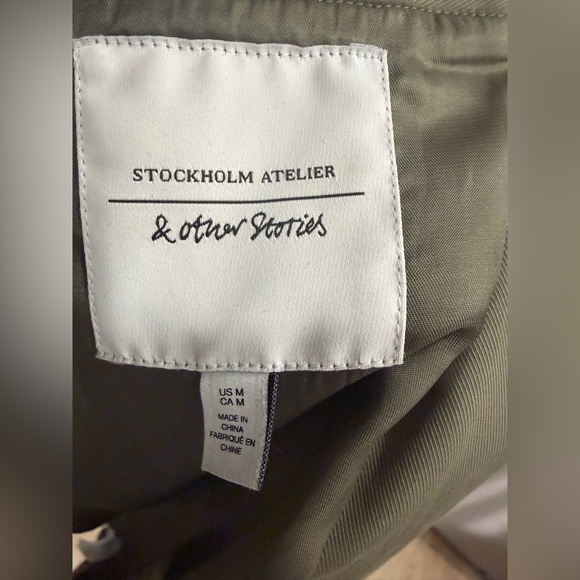 STOCKHOLM ATELIER
& other Stories
US M
CA M
MADE IN
CHINA
FABRIQUÉ EN
CHINE